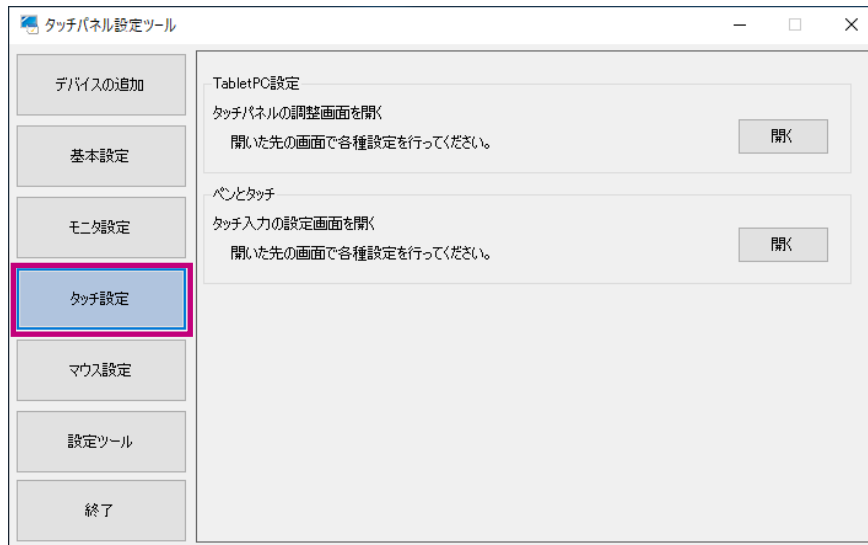 タッチパネル設定ツール
デバイスの追加
基本設定
モニタ設定
タッチ設定
マウス設定
設定ツール
終了
TabletPC設定
タッチパネルの調整画面を開く
開いた先の画面で各種設定を行ってください。
開く
ペンとタッチ
タッチ入力の設定画面を開く
開いた先の画面で各種設定を行ってください。
開く